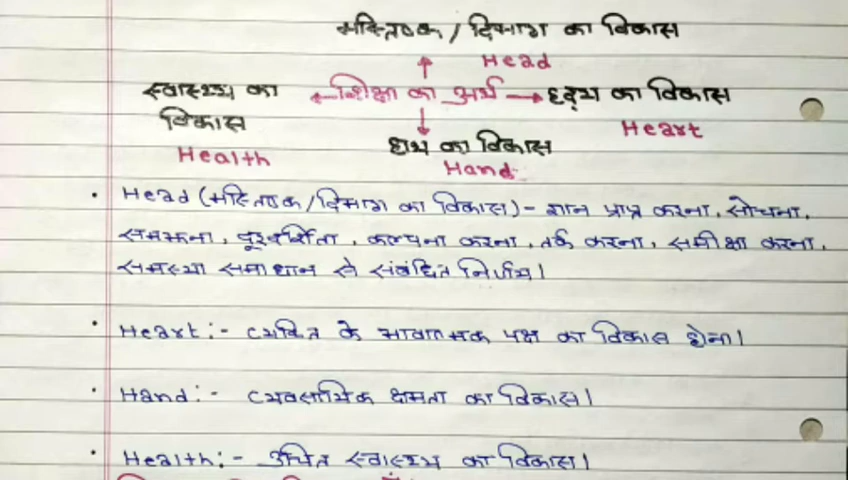 मस्तिष्क / दिमाग का विकास
Head
स्वास्थ्य का विकास
Health
शिक्षा का अर्थ
हृदय का विकास
Heart
हाथ का विकास
Hand
• Head (मस्तिष्क / दिमाग का विकास) - ज्ञान प्राप्त करना, सोचना,
समझना, दूरदर्शिता, कल्पना करना, तर्क करना, समीक्षा करना,
समस्या समाधान से संबंधित निर्णय।
• Heart:- व्यक्ति के भावात्मक पक्ष का विकास होना।
• Hand:- व्यवसायिक क्षमता का विकास।
• Health:- उचित स्वास्थ्य का विकास।